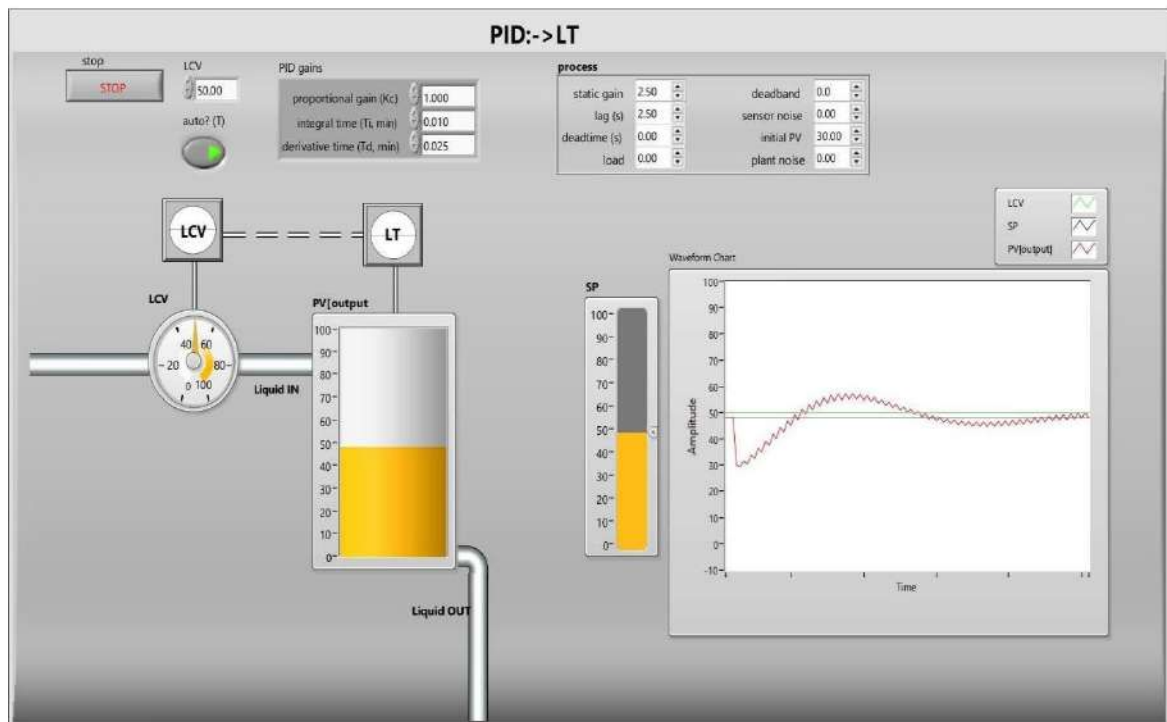 PID:->LT
stop
STOP
LCV
50.00
auto? (T)
PID gains
proportional gain (Kc) 1.000
integral time (Ti, min) 0.010
derivative time (Td, min) 0.025
process
static gain 2.50
lag (s) 2.50
deadtime (s) 0.00
load 0.00
deadband 0.0
sensor noise 0.00
initial PV 30.00
plant noise 0.00
LCV
LT
LCV
0
20
40
60
80
100
Liquid IN
PV[output
100
90
80
70
60
50
40
30
20
10
0
Liquid OUT
SP
100
90
80
70
60
50
40
30
20
10
0
LCV
SP
PV[output]
Waveform Chart
Amplitude
100
90
80
70
60
50
40
30
20
10
0
-10
Time